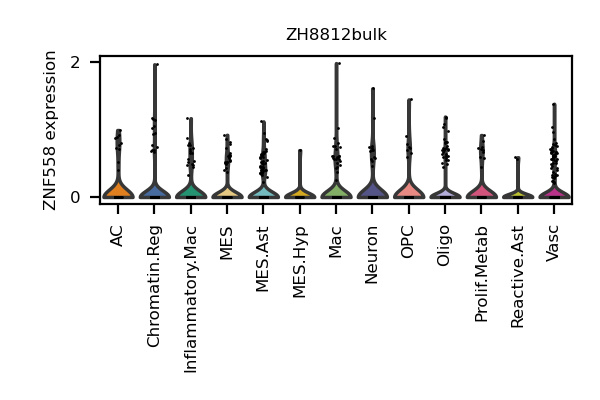 ZH8812bulk
ZNF558 expression
2
0
AC
Chromatin.Reg
Inflammatory.Mac
MES
MES.Ast
MES.Hyp
Mac
Neuron
OPC
Oligo
Prolif.Metab
Reactive.Ast
Vasc